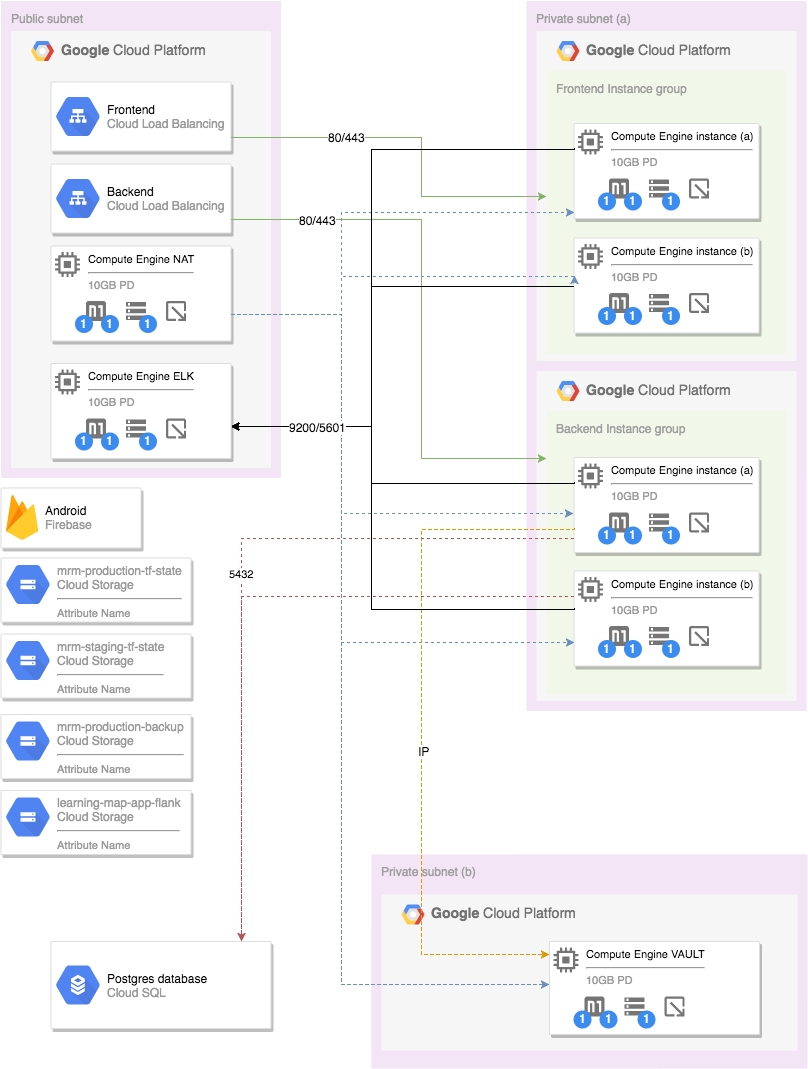 Public subnet
Google Cloud Platform
Frontend
Cloud Load Balancing
Backend
Cloud Load Balancing
Compute Engine NAT
10GB PD
1 1 1
Compute Engine ELK
10GB PD
1 1 1
80/443
80/443
9200/5601
Private subnet (a)
Google Cloud Platform
Frontend Instance group
Compute Engine instance (a)
10GB PD
1 1 1
Compute Engine instance (b)
10GB PD
1 1 1
Google Cloud Platform
Backend Instance group
Compute Engine instance (a)
10GB PD
1 1 1
Compute Engine instance (b)
10GB PD
1 1 1
Android
Firebase
mrm-production-tf-state
Cloud Storage
Attribute Name
mrm-staging-tf-state
Cloud Storage
Attribute Name
mrm-production-backup
Cloud Storage
Attribute Name
learning-map-app-flank
Cloud Storage
Attribute Name
5432
IP
Postgres database
Cloud SQL
Private subnet (b)
Google Cloud Platform
Compute Engine VAULT
10GB PD
1 1 1